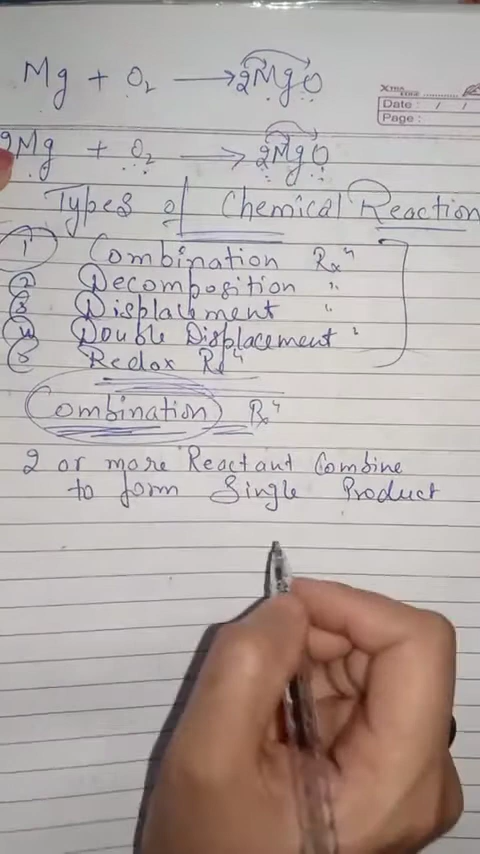 Mg + O₂ → 2MgO
Date : / /
Page :
2Mg + O₂ → 2MgO
Types of Chemical Reaction
1 Combination Rxⁿ
2 Decomposition "
3 Displacement "
4 Double Displacement "
5 Redox Rxⁿ
Combination Rxⁿ
2 or more Reactant Combine
to form Single Product